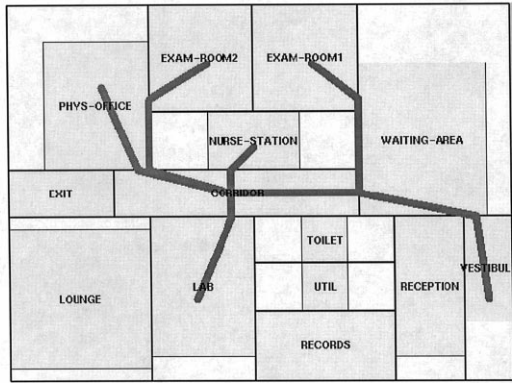 EXAM-ROOM2
EXAM-ROOM1
PHYS-OFFICE
NURSE-STATION
WAITING-AREA
EXIT
CORRIDOR
TOILET
VESTIBUL
LOUNGE
LAB
UTIL
RECEPTION
RECORDS